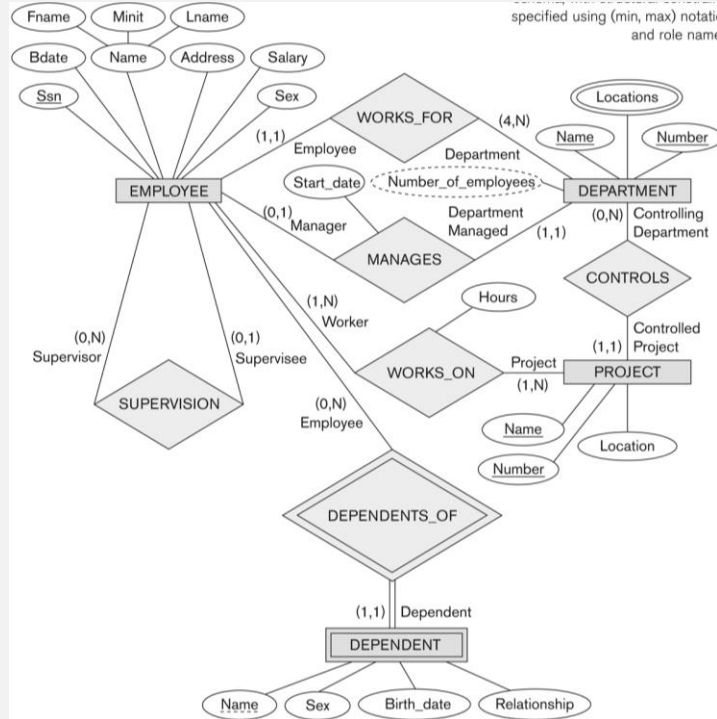 specified using (min, max) notati
and role name
Fname
Minit
Lname
Bdate
Name
Address
Salary
Ssn
Sex
WORKS_FOR
Locations
(1,1)
Employee
(4,N)
Department
Name
Number
EMPLOYEE
Start_date
Number_of_employees
DEPARTMENT
(0,1)
Manager
Department
Managed
(1,1)
(0,N)
Controlling
Department
MANAGES
CONTROLS
(1,N)
Worker
Hours
(0,N)
Supervisor
(0,1)
Supervisee
(1,1)
Controlled
Project
SUPERVISION
WORKS_ON
Project
(1,N)
PROJECT
(0,N)
Employee
Name
Number
Location
DEPENDENTS_OF
(1,1)
Dependent
DEPENDENT
Name
Sex
Birth_date
Relationship